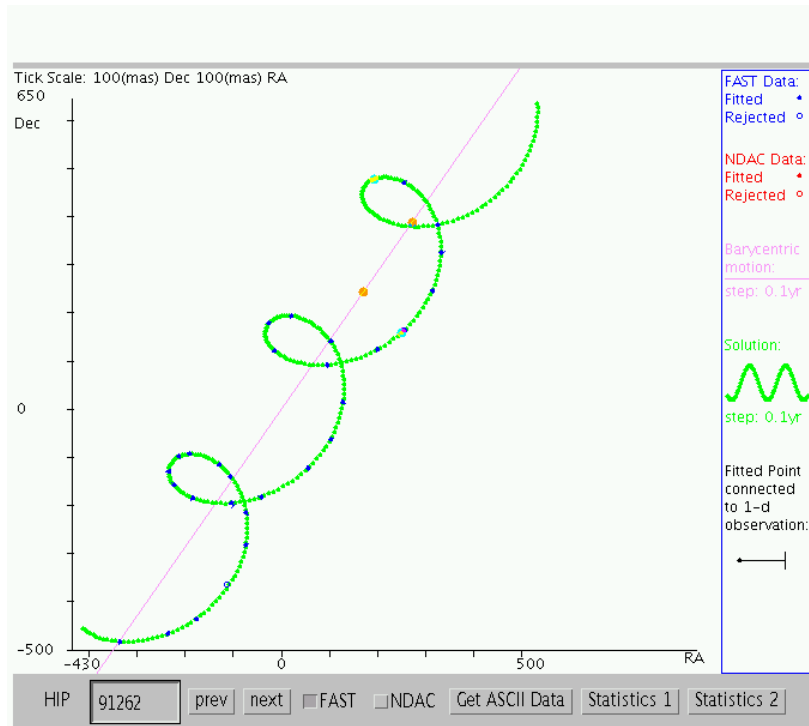 Tick Scale: 100(mas) Dec 100(mas) RA
650
Dec
0
-500
-430
0
500
RA
FAST Data:
Fitted
Rejected
NDAC Data:
Fitted
Rejected
Barycentric
motion:
step: 0.1yr
Solution:
step: 0.1yr
Fitted Point
connected
to 1-d
observation:
HIP 91262 prev next FAST NDAC Get ASCII Data Statistics 1 Statistics 2